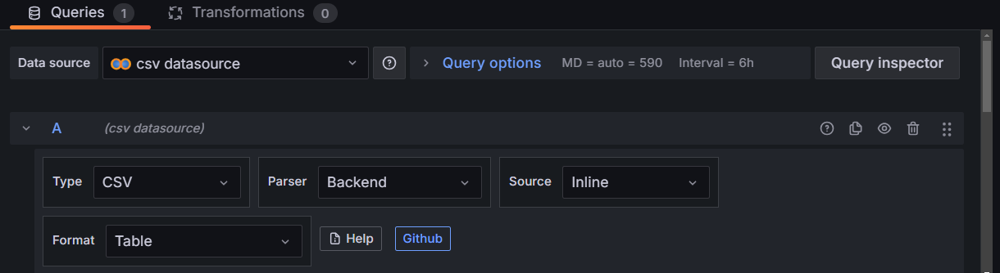 Queries 1 Transformations 0
Data source csv datasource Query options MD = auto = 590 Interval = 6h Query inspector
A (csv datasource)
Type CSV Parser Backend Source Inline
Format Table Help Github